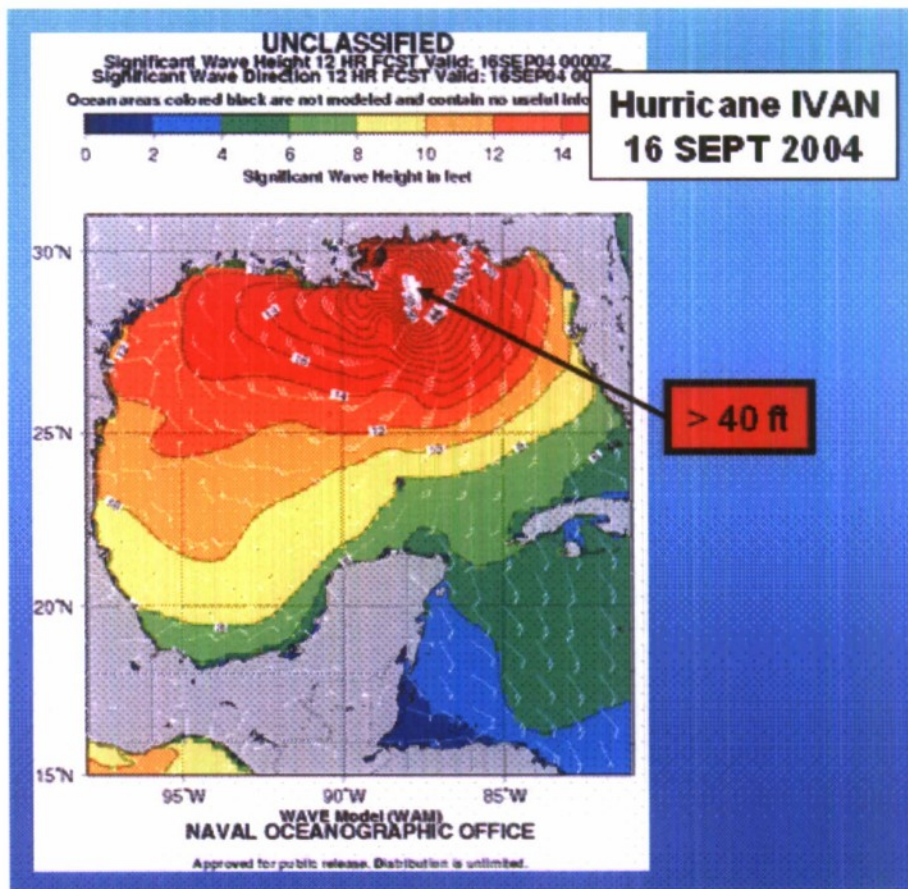 UNCLASSIFIED
Significant Wave Height 12 HR FCST Valid: 16SEP04 0000Z
Significant Wave Direction 12 HR FCST Valid: 16SEP04
Ocean areas colored black are not modeled and contain no useful
0 2 4 6 8 10 12 14
Significant Wave Height in feet
Hurricane IVAN
16 SEPT 2004
30°N
25°N
20°N
15°N
95°W 90°W 85°W
> 40 ft
WAVE Model (WAM)
NAVAL OCEANOGRAPHIC OFFICE
Approved for public release. Distribution is unlimited.